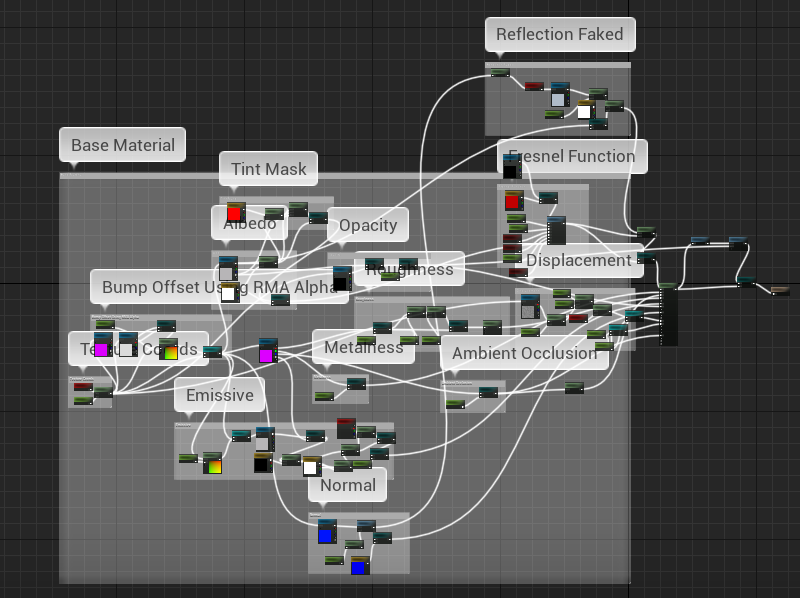 Reflection Faked
Base Material
Fresnel Function
Tint Mask
Albedo
Opacity
Roughness
Displacement
Bump Offset Using RMA Alpha
Texture Coords
Metalness
Ambient Occlusion
Emissive
Normal